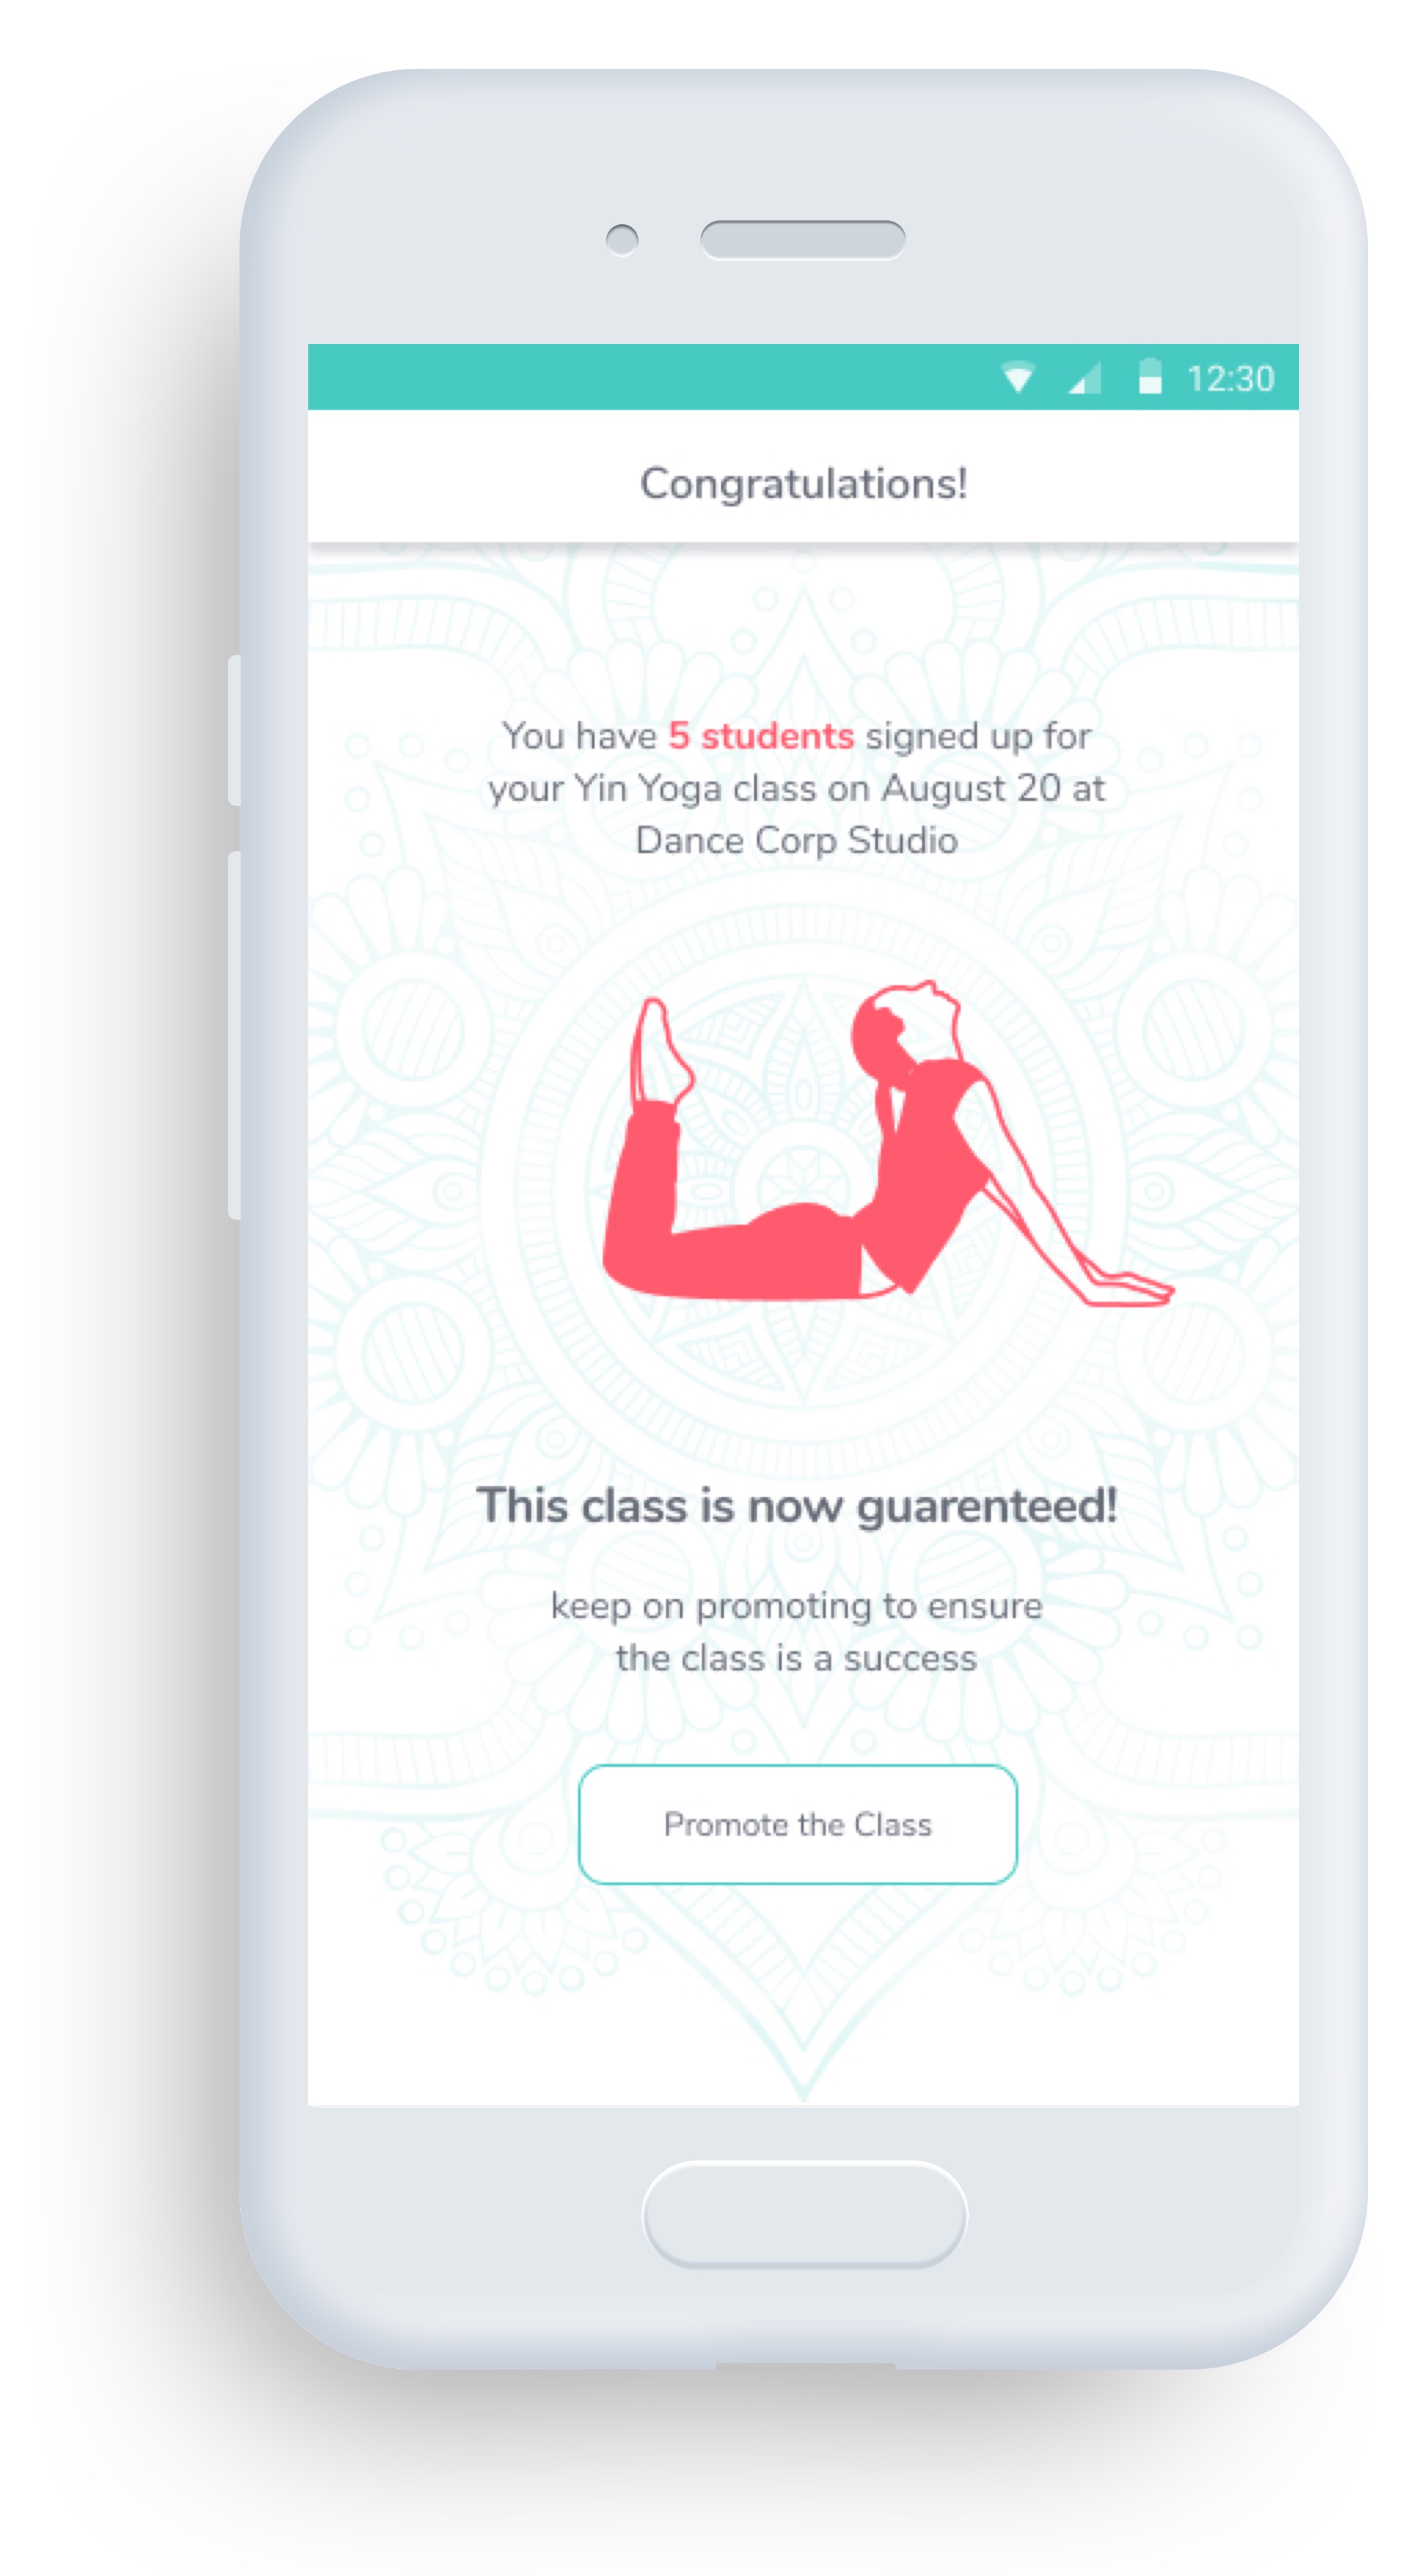 12:30
Congratulations!
You have 5 students signed up for
your Yin Yoga class on August 20 at
Dance Corp Studio
This class is now guarenteed!
keep on promoting to ensure
the class is a success
Promote the Class